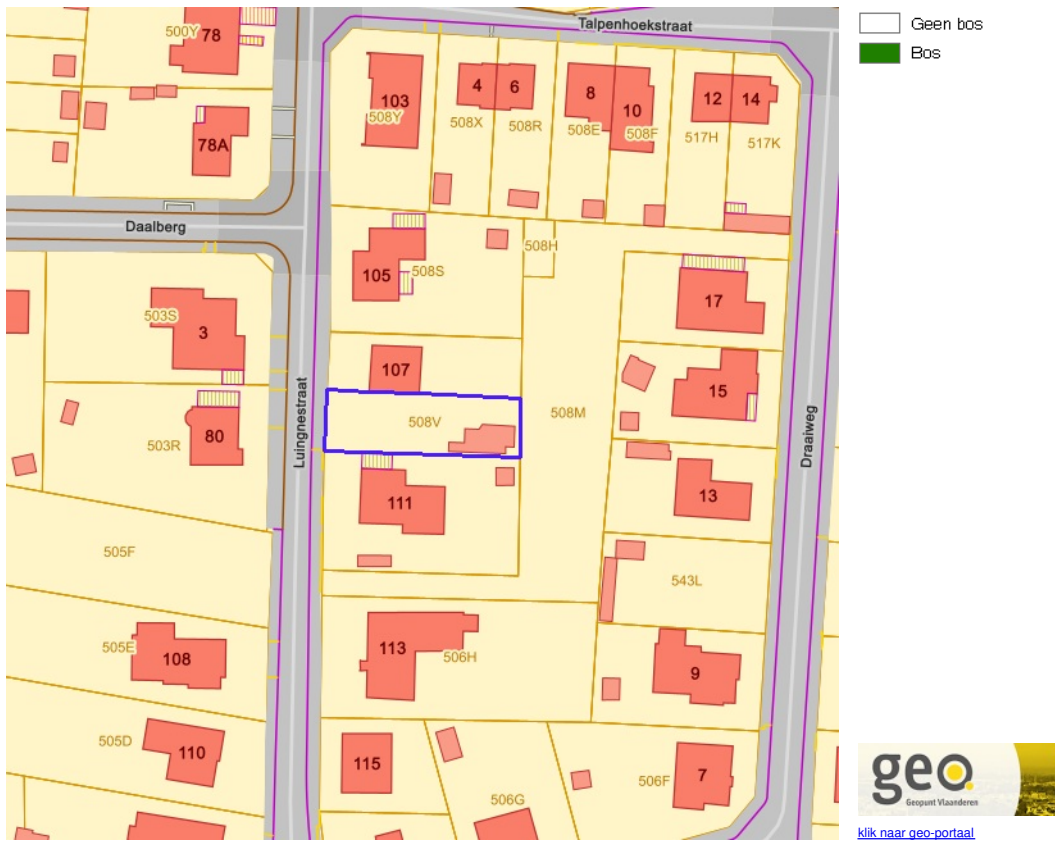 Talpenhoekstraat
Geen bos
Bos
500Y
78
103
508Y
4
6
8
10
12
14
508X
508R
508E
508F
517H
517K
78A
Daalberg
508H
105
508S
17
503S
3
107
15
Luingnestraat
508V
508M
Draaiweg
503R
80
111
13
505F
543L
505E
108
113
506H
9
505D
110
115
506G
506F
7
geo.
Geopunt Vlaanderen
klik naar geo-portaal